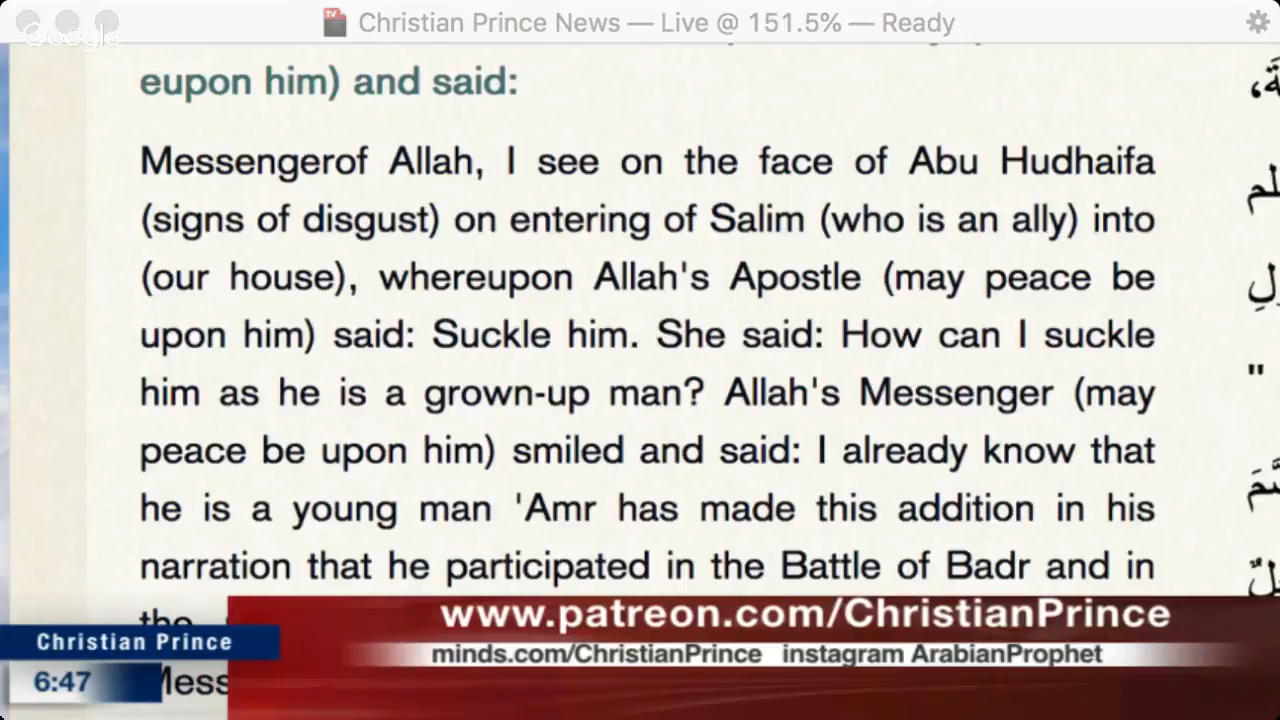 Christian Prince News — Live @ 151.5% — Ready
Google
eupon him) and said:
Messengerof Allah, I see on the face of Abu Hudhaifa
(signs of disgust) on entering of Salim (who is an ally) into
(our house), whereupon Allah's Apostle (may peace be
upon him) said: Suckle him. She said: How can I suckle
him as he is a grown-up man? Allah's Messenger (may
peace be upon him) smiled and said: I already know that
he is a young man 'Amr has made this addition in his
narration that he participated in the Battle of Badr and in
the
www.patreon.com/ChristianPrince
Christian Prince
minds.com/ChristianPrince instagram ArabianProphet
6:47
Mess